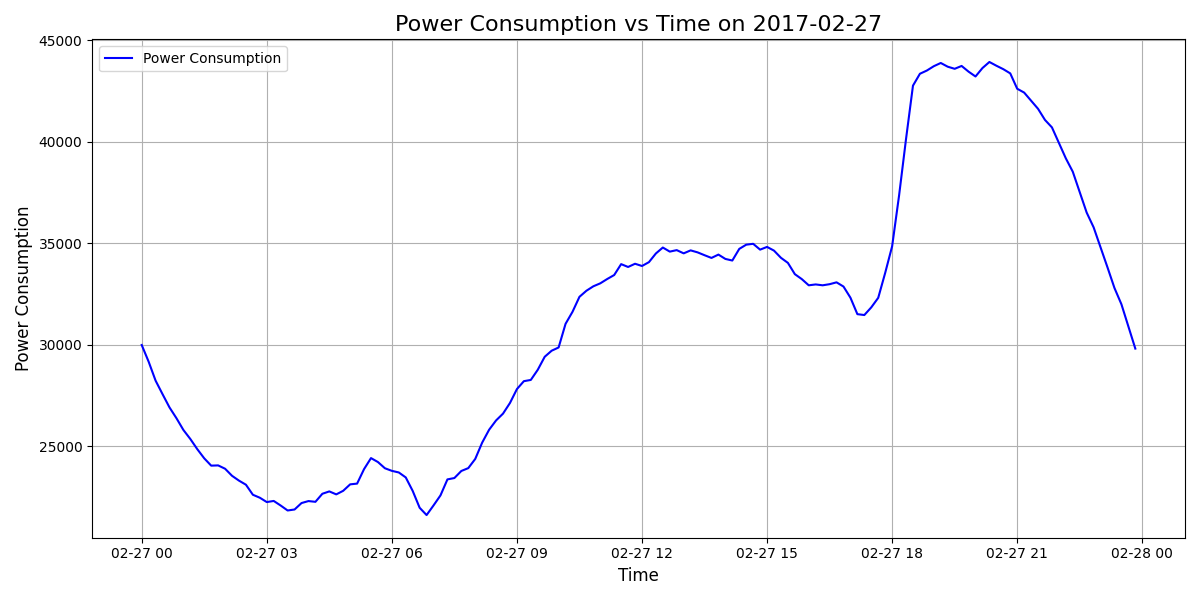 Power Consumption vs Time on 2017-02-27
45000
Power Consumption
40000
35000
30000
25000
Power Consumption
02-27 00 02-27 03 02-27 06 02-27 09 02-27 12 02-27 15 02-27 18 02-27 21 02-28 00
Time